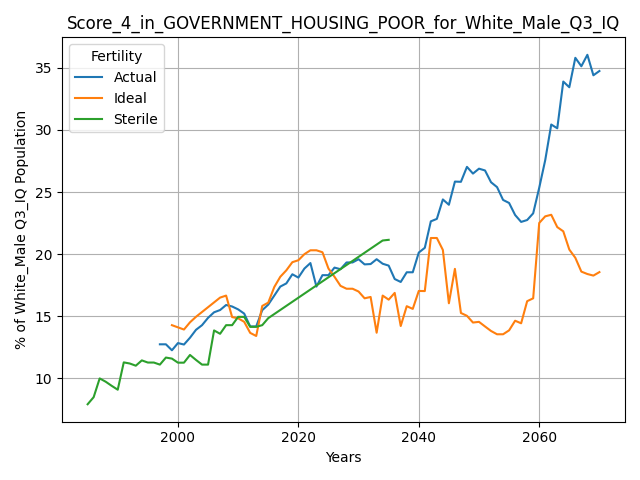 Score_4_in_GOVERNMENT_HOUSING_POOR_for_White_Male_Q3_IQ
Fertility
Actual
Ideal
Sterile
% of White_Male Q3_IQ Population
35
30
25
20
15
10
2000
2020
2040
2060
Years